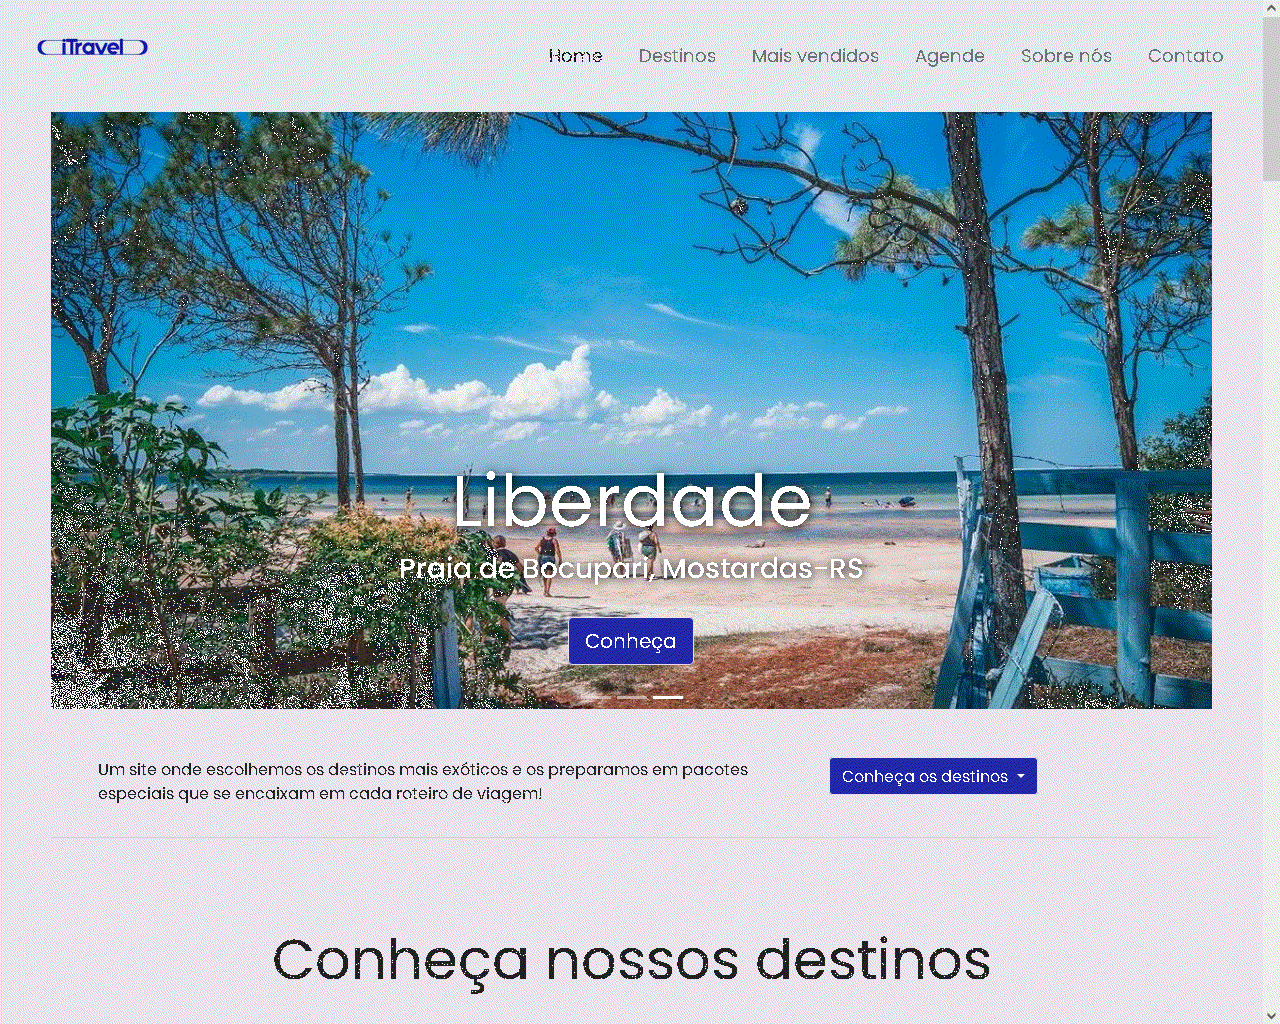 iTravel
Home Destinos Mais vendidos Agende Sobre nós Contato
Liberdade
Praia de Bocupari, Mostardas-RS
Conheça
Um site onde escolhemos os destinos mais exóticos e os preparamos em pacotes
especiais que se encaixam em cada roteiro de viagem!
Conheça os destinos
Conheça nossos destinos